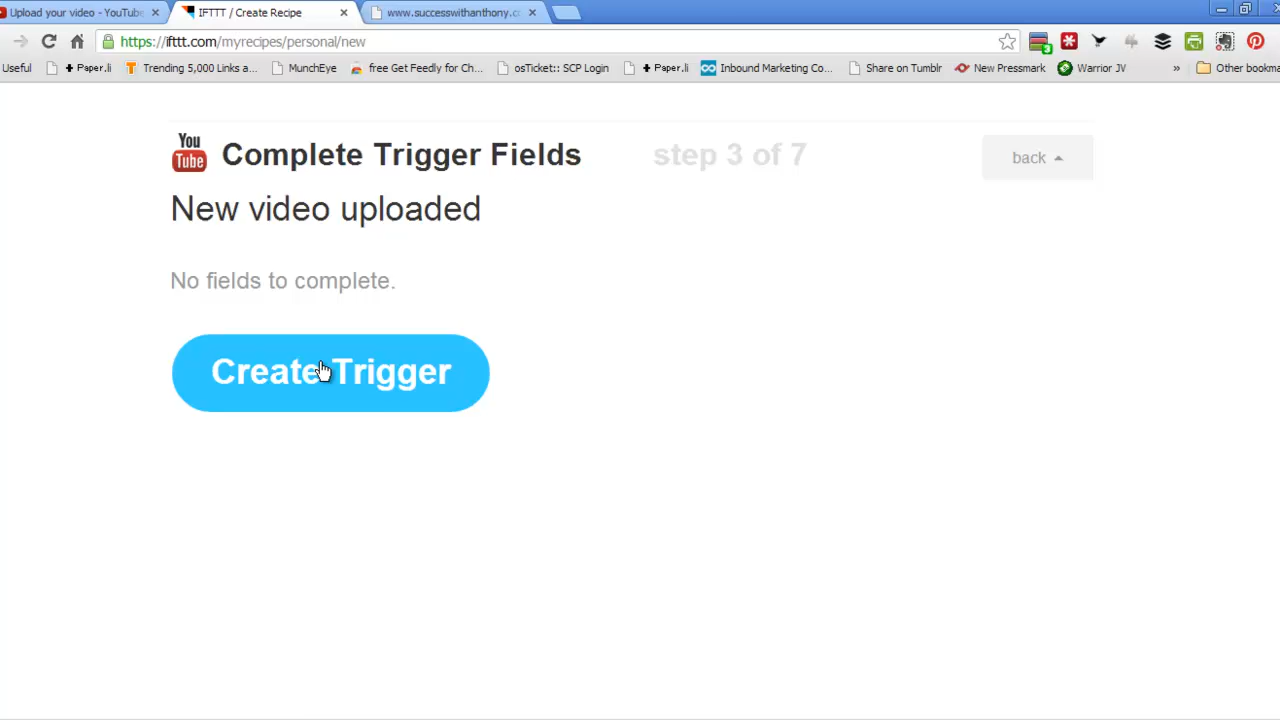 Upload your video - YouTube
IFTTT / Create Recipe
www.successwithanthony.c
https://ifttt.com/myrecipes/personal/new
3
Useful
+ Paper.li
Trending 5,000 Links a...
MunchEye
free Get Feedly for Ch...
osTicket:: SCP Login
+ Paper.li
Inbound Marketing Co...
Share on Tumblr
New Pressmark
Warrior JV
»
Other bookma
You
Tube
Complete Trigger Fields
step 3 of 7
back
New video uploaded
No fields to complete.
Create Trigger